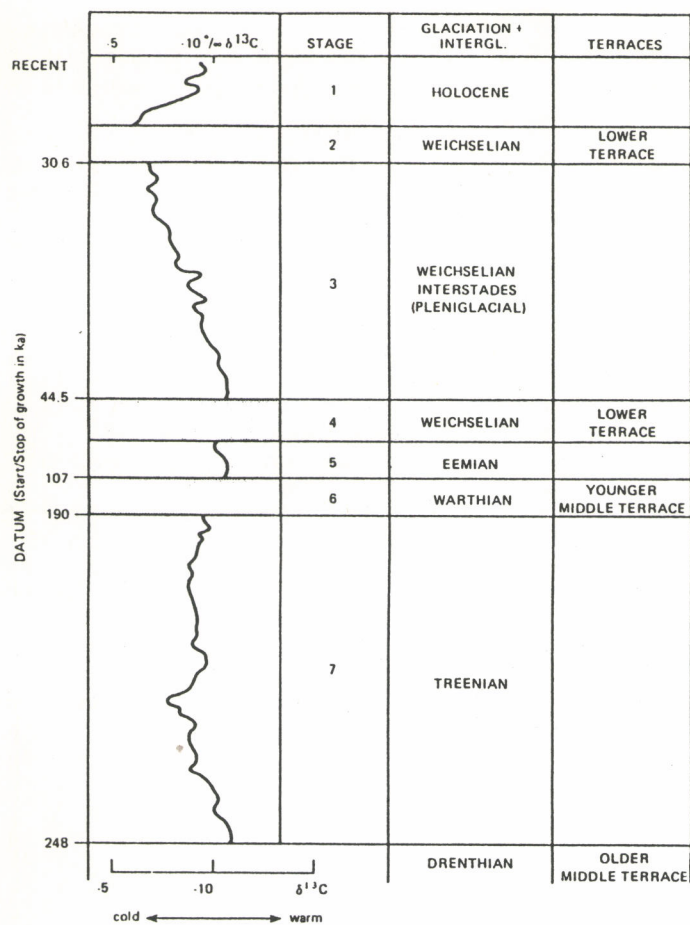 ·5 ·10 °/∞ δ¹³C STAGE GLACIATION + INTERGL. TERRACES
RECENT
1 HOLOCENE
2 WEICHSELIAN LOWER TERRACE
30 6
3 WEICHSELIAN INTERSTADES (PLENIGLACIAL)
44.5
4 WEICHSELIAN LOWER TERRACE
5 EEMIAN
107
6 WARTHIAN YOUNGER MIDDLE TERRACE
190
7 TREENIAN
248
DRENTHIAN OLDER MIDDLE TERRACE
-5 -10 δ¹³C
cold warm
DATUM (Start/Stop of growth in ka)